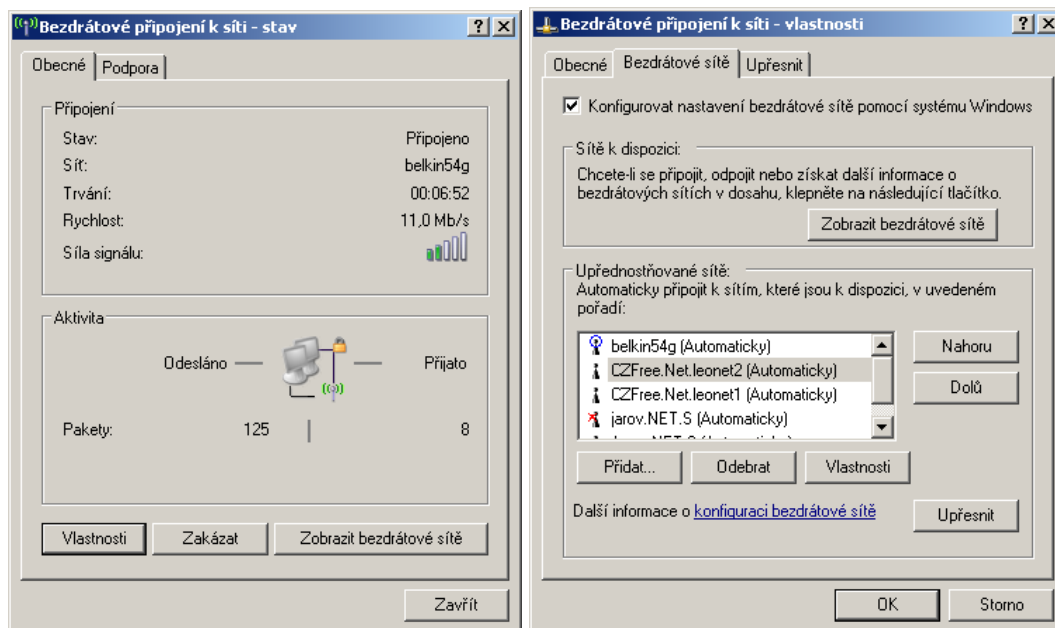 Bezdrátové připojení k síti - stav
Obecné
Podpora
Připojení
Stav: Připojeno
Síť: belkin54g
Trvání: 00:06:52
Rychlost: 11,0 Mb/s
Síla signálu:
Aktivita
Odesláno
Přijato
Pakety: 125 8
Vlastnosti
Zakázat
Zobrazit bezdrátové sítě
Zavřít
Bezdrátové připojení k síti - vlastnosti
Obecné
Bezdrátové sítě
Upřesnit
Konfigurovat nastavení bezdrátové sítě pomocí systému Windows
Sítě k dispozici:
Chcete-li se připojit, odpojit nebo získat další informace o
bezdrátových sítích v dosahu, klepněte na následující tlačítko.
Zobrazit bezdrátové sítě
Upřednostňované sítě:
Automaticky připojit k sítím, které jsou k dispozici, v uvedeném
pořadí:
belkin54g (Automaticky)
CZFree.Net.leonet2 (Automaticky)
CZFree.Net.leonet1 (Automaticky)
jarov.NET.S (Automaticky)
Nahoru
Dolů
Přidat...
Odebrat
Vlastnosti
Další informace o konfiguraci bezdrátové sítě
Upřesnit
OK
Storno